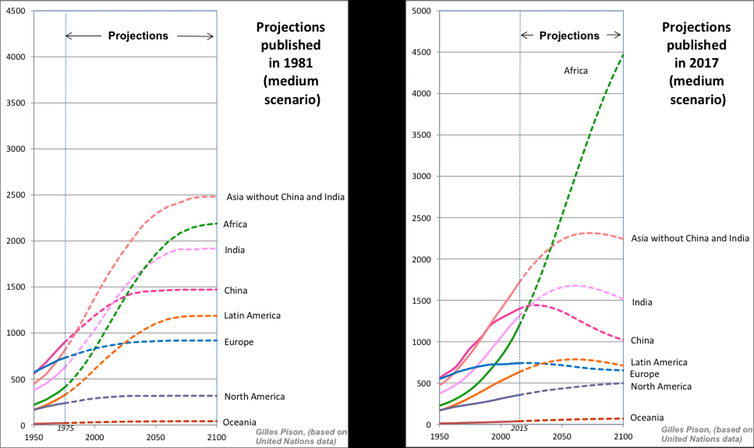 4500
4000
3500
3000
2500
2000
1500
1000
500
0
1950
1975
2000
2050
2100
Projections
Projections
published
in 1981
(medium
scenario)
Asia without China and India
Africa
India
China
Latin America
Europe
North America
Oceania
Gilles Pison, (based on
United Nations data)
5000
4500
4000
3500
3000
2500
2000
1500
1000
500
0
1950
2000
2015
2050
2100
Projections
Projections
published
in 2017
(medium
scenario)
Africa
Asia without China and India
India
China
Latin America
Europe
North America
Oceania
Gilles Pison, (based on
United Nations data)